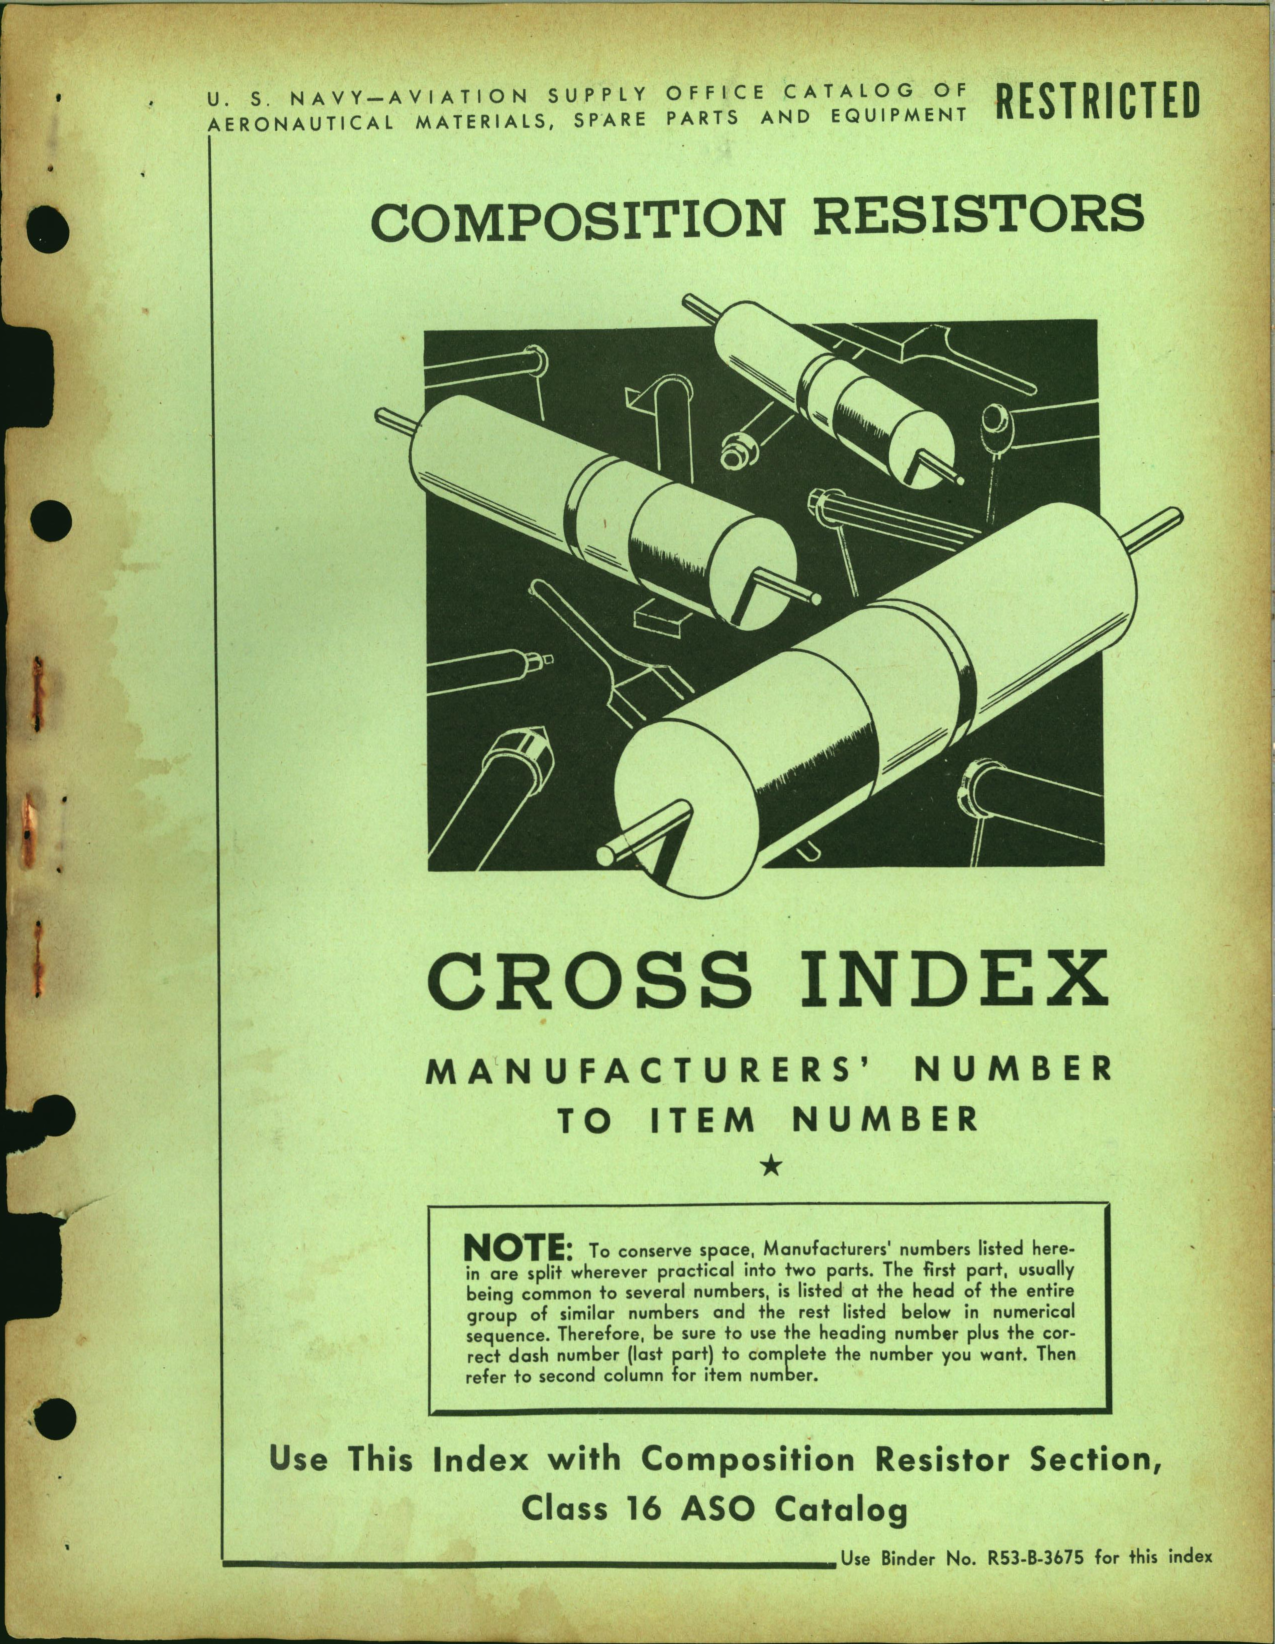 U. S. NAVY—AVIATION SUPPLY OFFICE CATALOG OF
AERONAUTICAL MATERIALS, SPARE PARTS AND EQUIPMENT
RESTRICTED
COMPOSITION RESISTORS
CROSS INDEX
MANUFACTURERS' NUMBER
TO ITEM NUMBER
★
NOTE: To conserve space, Manufacturers' numbers listed here-
in are split wherever practical into two parts. The first part, usually
being common to several numbers, is listed at the head of the entire
group of similar numbers and the rest listed below in numerical
sequence. Therefore, be sure to use the heading number plus the cor-
rect dash number (last part) to complete the number you want. Then
refer to second column for item number.
Use This Index with Composition Resistor Section,
Class 16 ASO Catalog
Use Binder No. R53-B-3675 for this index